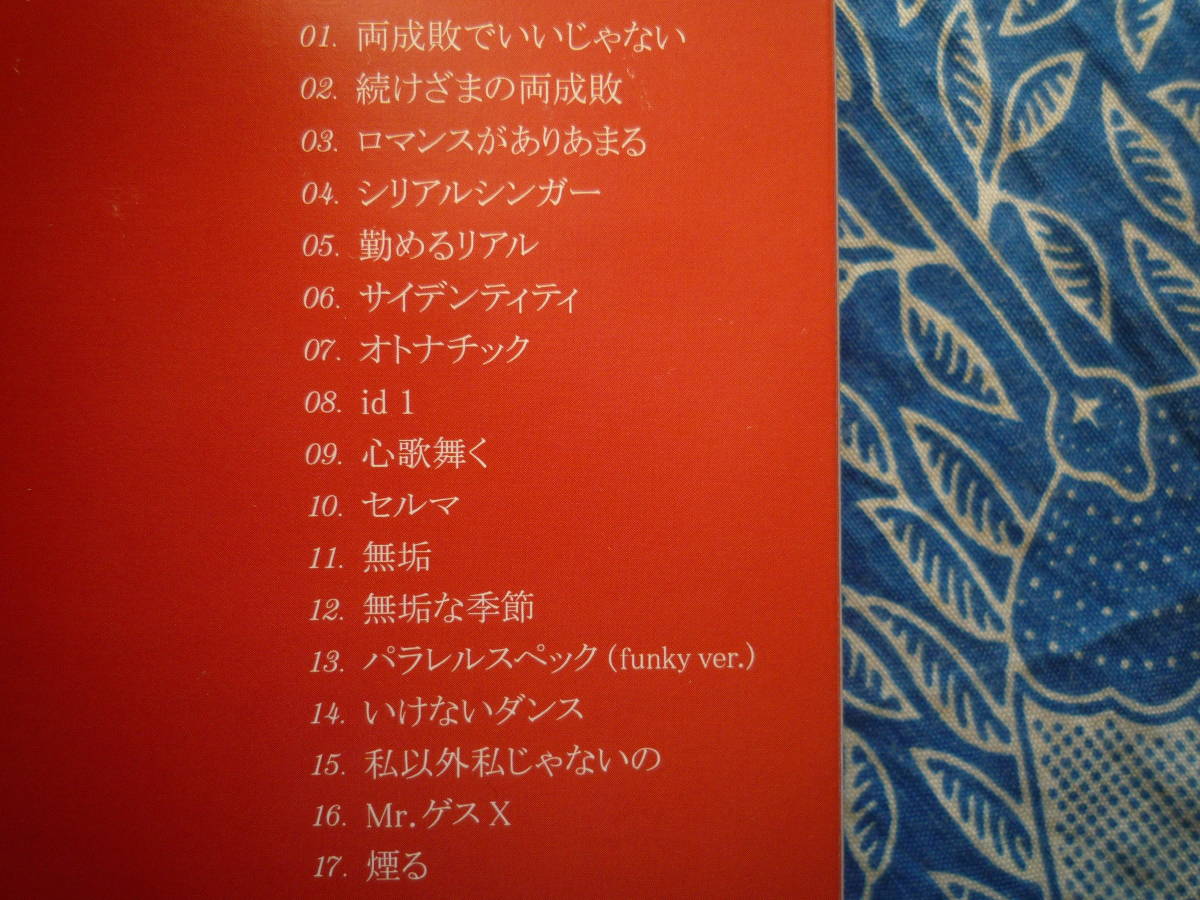 01. 両成敗でいいじゃない
02. 続けざまの両成敗
03. ロマンスがありあまる
04. シリアルシンガー
05. 勤めるリアル
06. サイデンティティ
07. オトナチック
08. id 1
09. 心歌舞く
10. セルマ
11. 無垢
12. 無垢な季節
13. パラレルスペック (funky ver.)
14. いけないダンス
15. 私以外私じゃないの
16. Mr.ゲスX
17. 煙る